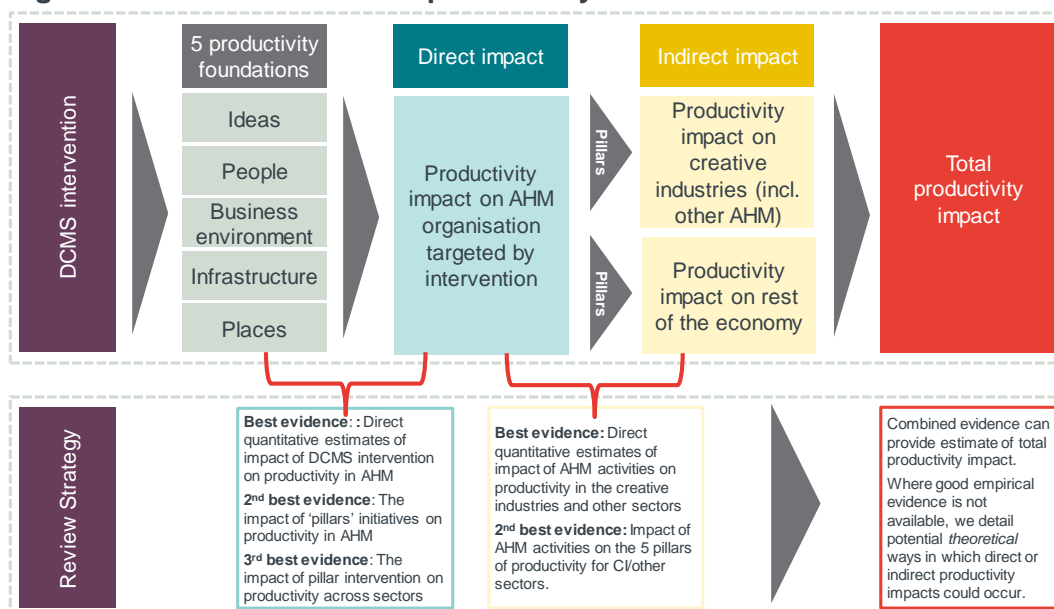 DCMS intervention
5 productivity
foundations
Ideas
People
Business
environment
Infrastructure
Places
Direct impact
Productivity
impact on AHM
organisation
targeted by
intervention
Pillars
Pillars
Indirect impact
Productivity
impact on
creative
industries (incl.
other AHM)
Productivity
impact on rest
of the economy
Total
productivity
impact
Review Strategy
Best evidence: : Direct
quantitative estimates of
impact of DCMS intervention
on productivity in AHM
2nd best evidence: The
impact of ‘pillars’ initiatives on
productivity in AHM
3rd best evidence: The
impact of pillar intervention on
productivity across sectors
Best evidence: Direct
quantitative estimates of
impact of AHM activities on
productivity in the creative
industries and other sectors
2nd best evidence: Impact of
AHM activities on the 5 pillars
of productivity for CI/other
sectors.
Combined evidence can
provide estimate of total
productivity impact.
Where good empirical
evidence is not
available, we detail
potential theoretical
ways in which direct or
indirect productivity
impacts could occur.